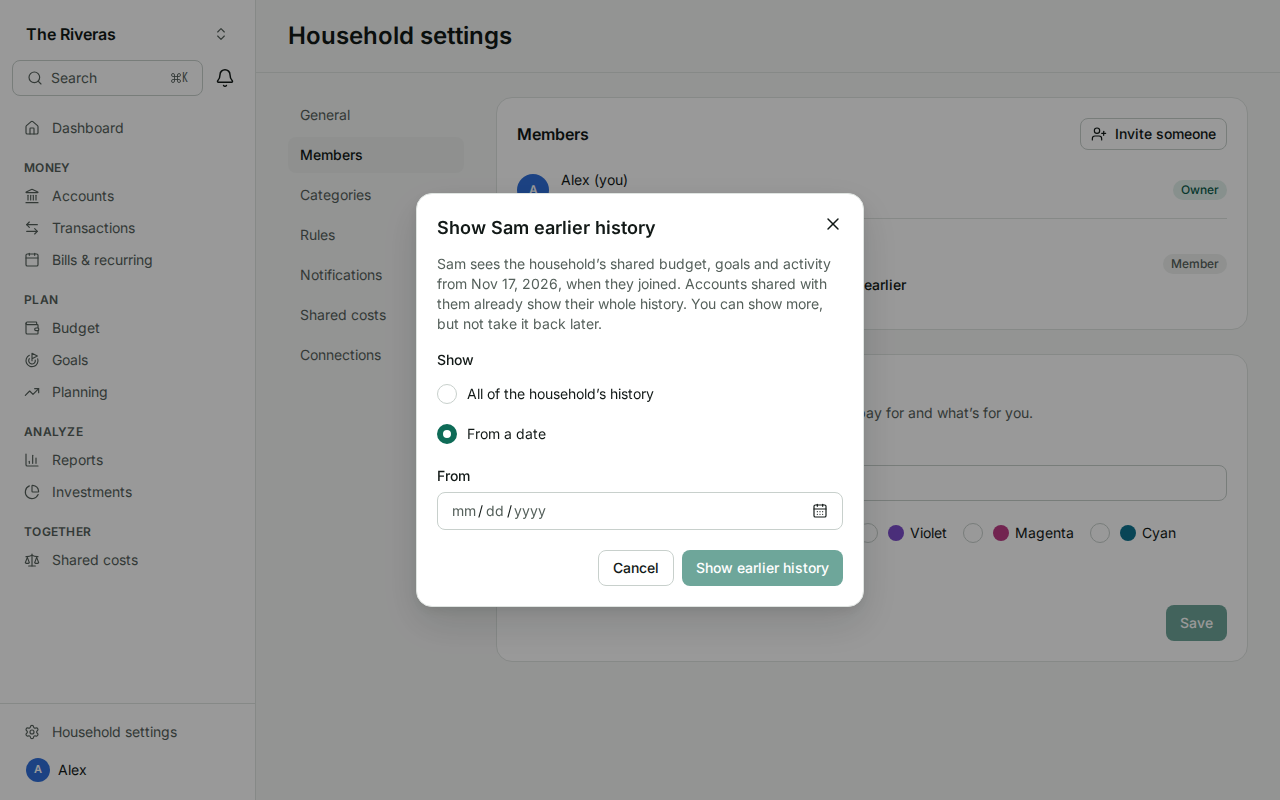 The Riveras
Household settings
Search
⌘K
Dashboard
MONEY
Accounts
Transactions
Bills & recurring
PLAN
Budget
Goals
Planning
ANALYZE
Reports
Investments
TOGETHER
Shared costs
Household settings
A
Alex
General
Members
Categories
Rules
Notifications
Shared costs
Connections
Members
Invite someone
A
Alex (you)
Owner
Member
earlier
pay for and what’s for you.
Violet
Magenta
Cyan
Save
Show Sam earlier history
Sam sees the household’s shared budget, goals and activity
from Nov 17, 2026, when they joined. Accounts shared with
them already show their whole history. You can show more,
but not take it back later.
Show
All of the household’s history
From a date
From
mm/dd/yyyy
Cancel
Show earlier history